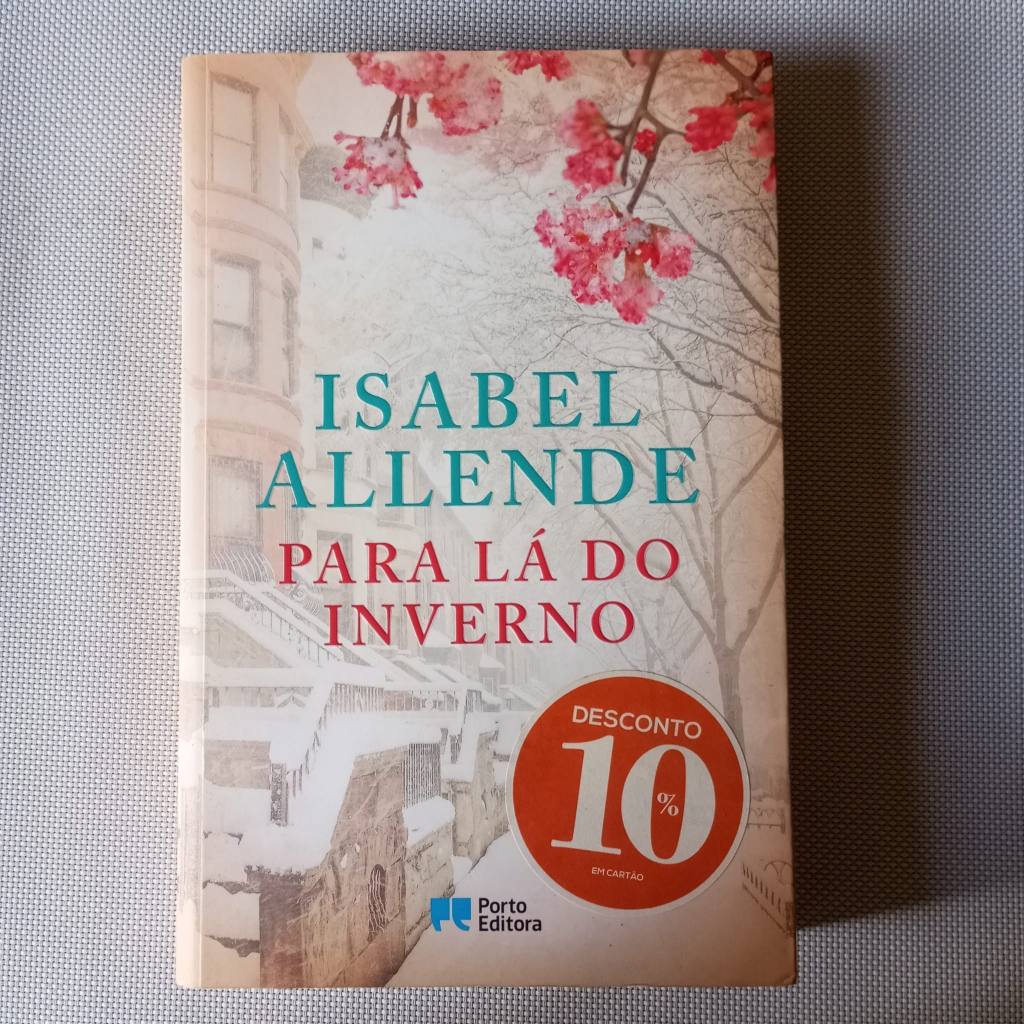 ISABEL
ALLENDE
PARA LÁ DO
INVERNO
DESCONTO
10%
EM CARTÃO
Porto
Editora